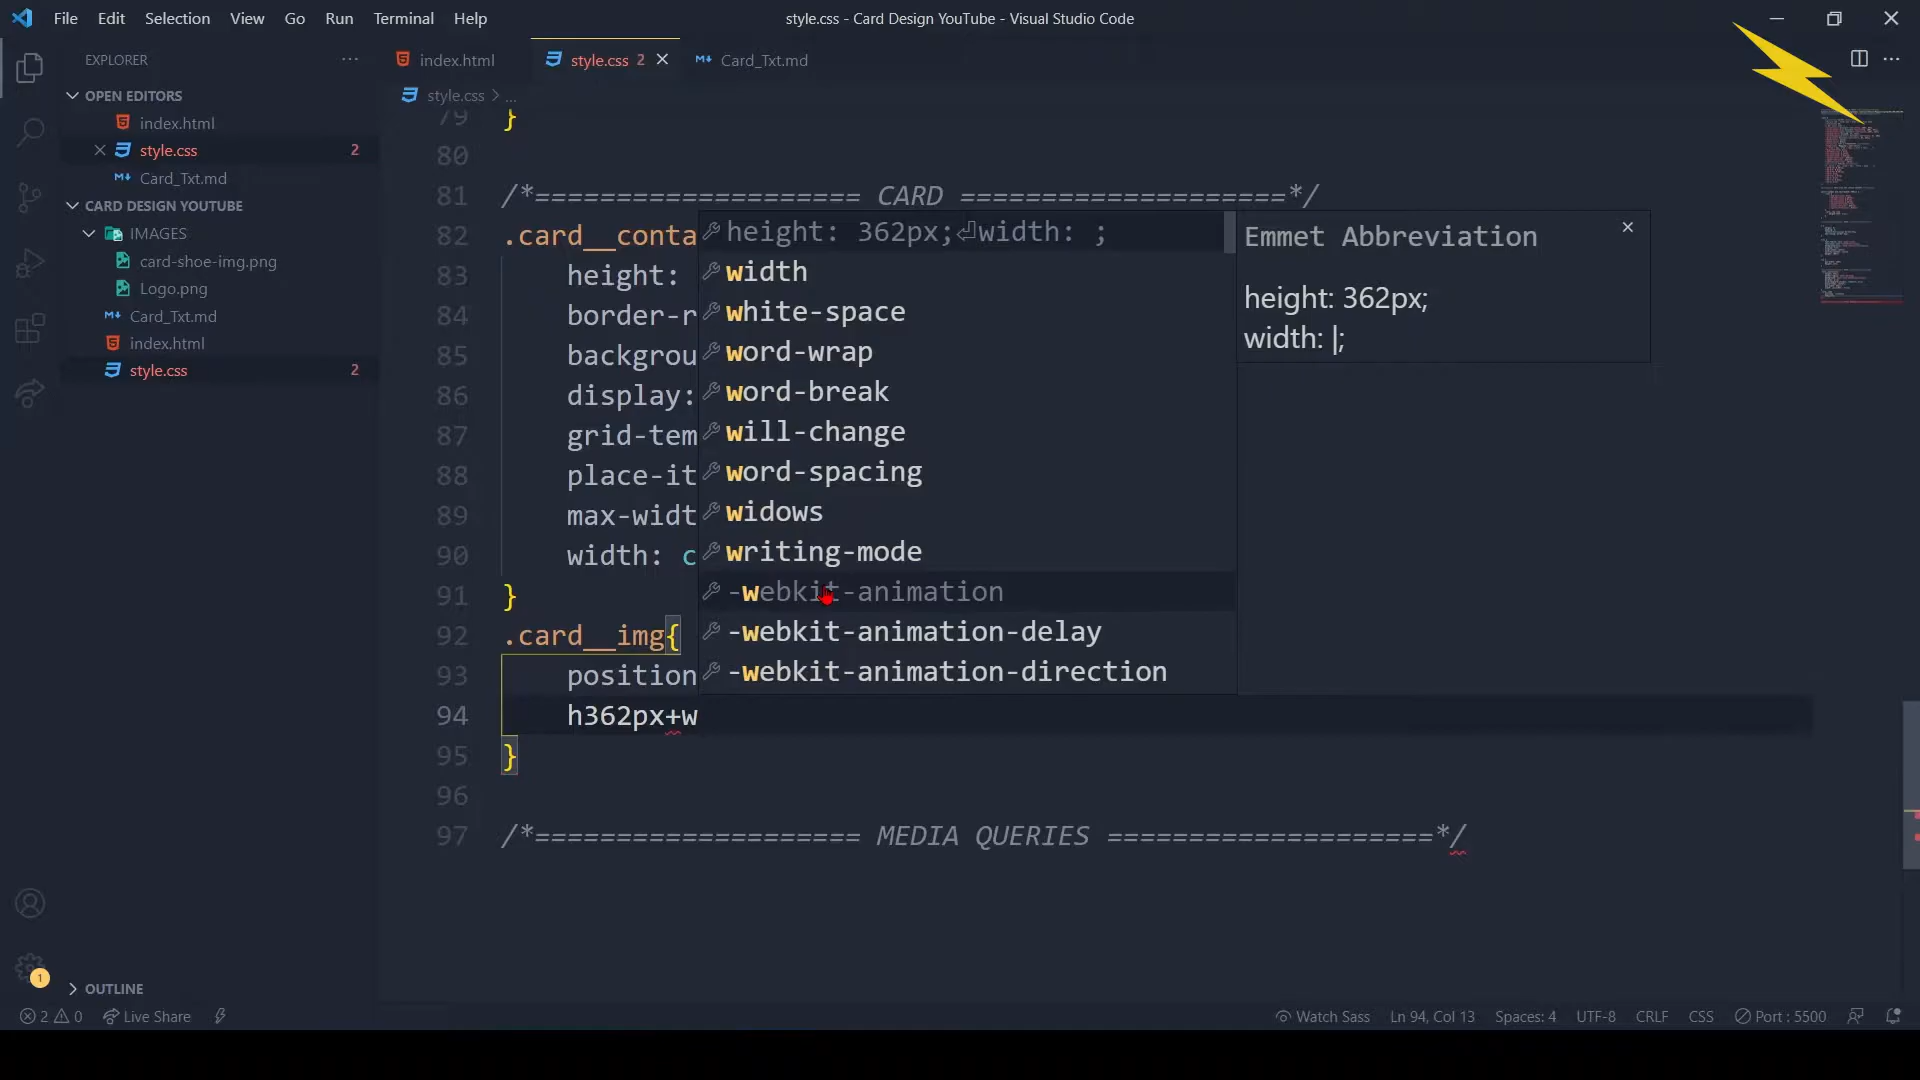 File Edit Selection View Go Run Terminal Help
style.css - Card Design YouTube - Visual Studio Code
EXPLORER
index.html
style.css 2
Card_Txt.md
OPEN EDITORS
style.css > ...
index.html
style.css 2
Card_Txt.md
CARD DESIGN YOUTUBE
IMAGES
card-shoe-img.png
Logo.png
Card_Txt.md
index.html
style.css 2
79 }
80
81 /*==================== CARD ====================*/
82 .card__conta
83 height:
84 border-r
85 backgrou
86 display:
87 grid-tem
88 place-it
89 max-widt
90 width: c
91 }
92 .card__img{
93 position
94 h362px+w
95 }
96
97 /*==================== MEDIA QUERIES ====================*/
height: 362px;⏎width: ;
width
white-space
word-wrap
word-break
will-change
word-spacing
widows
writing-mode
-webkit-animation
-webkit-animation-delay
-webkit-animation-direction
Emmet Abbreviation
height: 362px;
width: |;
1
OUTLINE
2 0 Live Share
Watch Sass Ln 94, Col 13 Spaces: 4 UTF-8 CRLF CSS Port : 5500